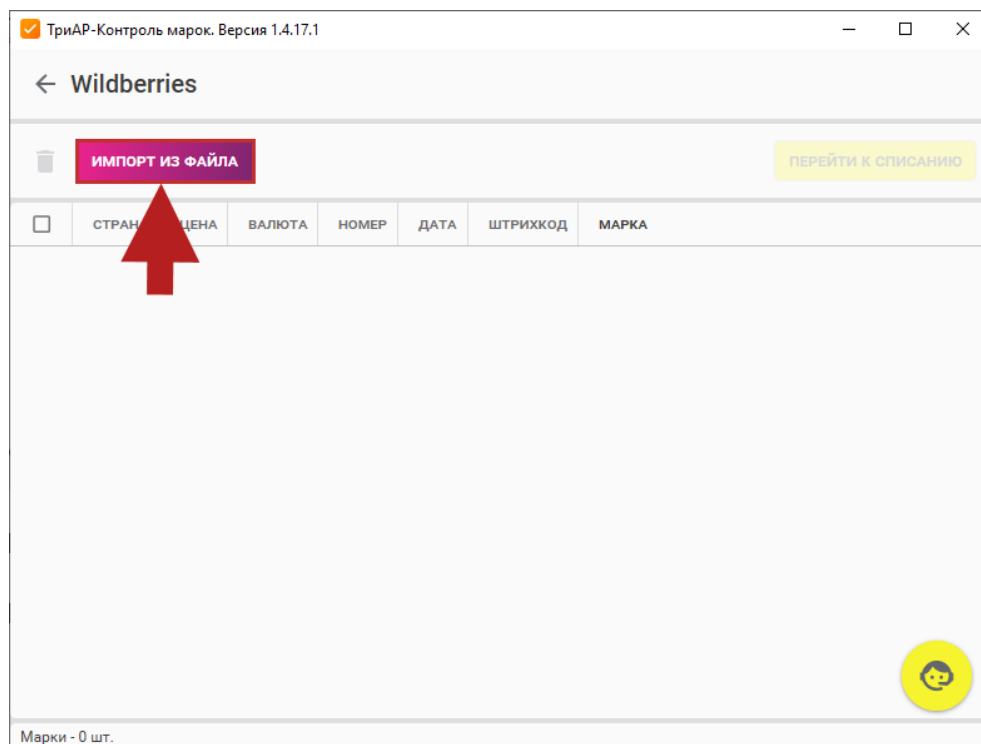 ТриАР-Контроль марок. Версия 1.4.17.1
Wildberries
ИМПОРТ ИЗ ФАЙЛА
ПЕРЕЙТИ К СПИСАНИЮ
ЦЕНА ВАЛЮТА НОМЕР ДАТА ШТРИХКОД МАРКА
Марки - 0 шт.